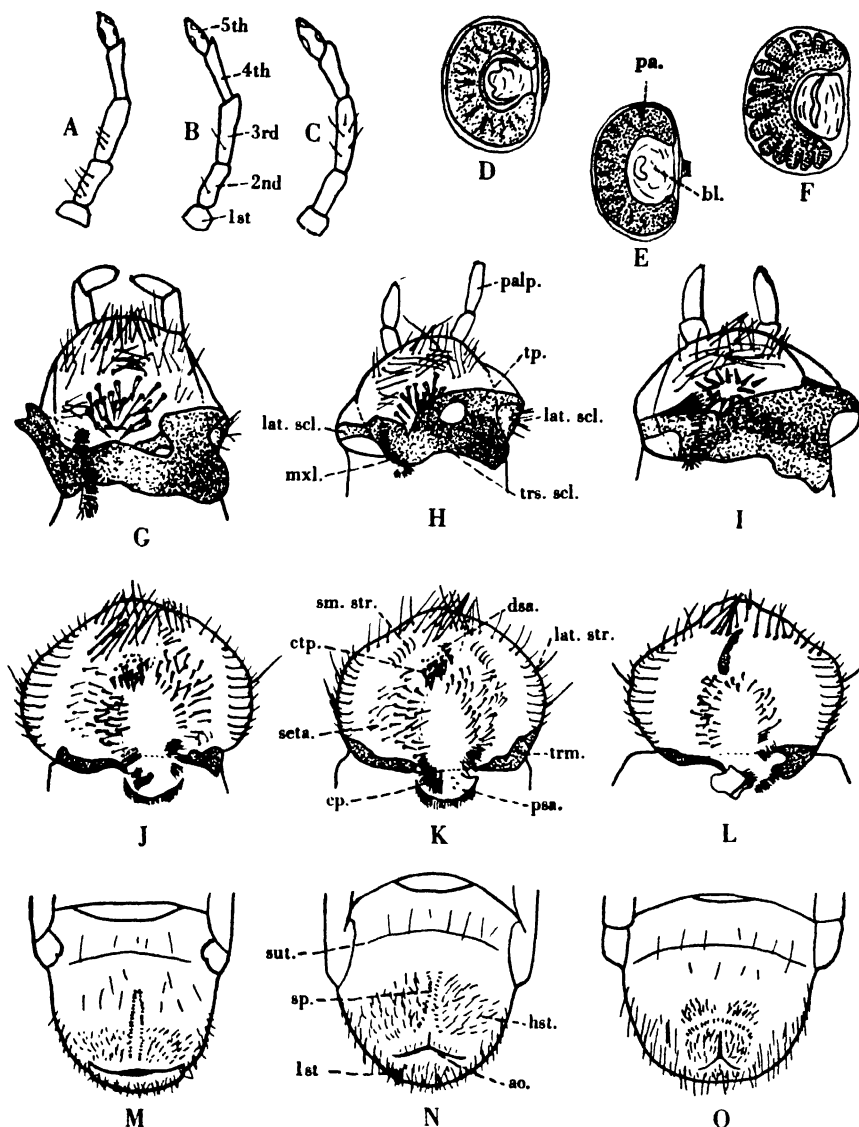 5th
4th
A B 3rd C
2nd
1st
D
pa.
bl.
E
F
palp.
tp.
lat. scl. lat. scl.
mxl.
trs. scl.
G H I
sm. str. dsa.
ctp. lat. str.
seta.
trm.
cp. psa.
J K L
sut.
sp.
hst.
1st ao.
M N O